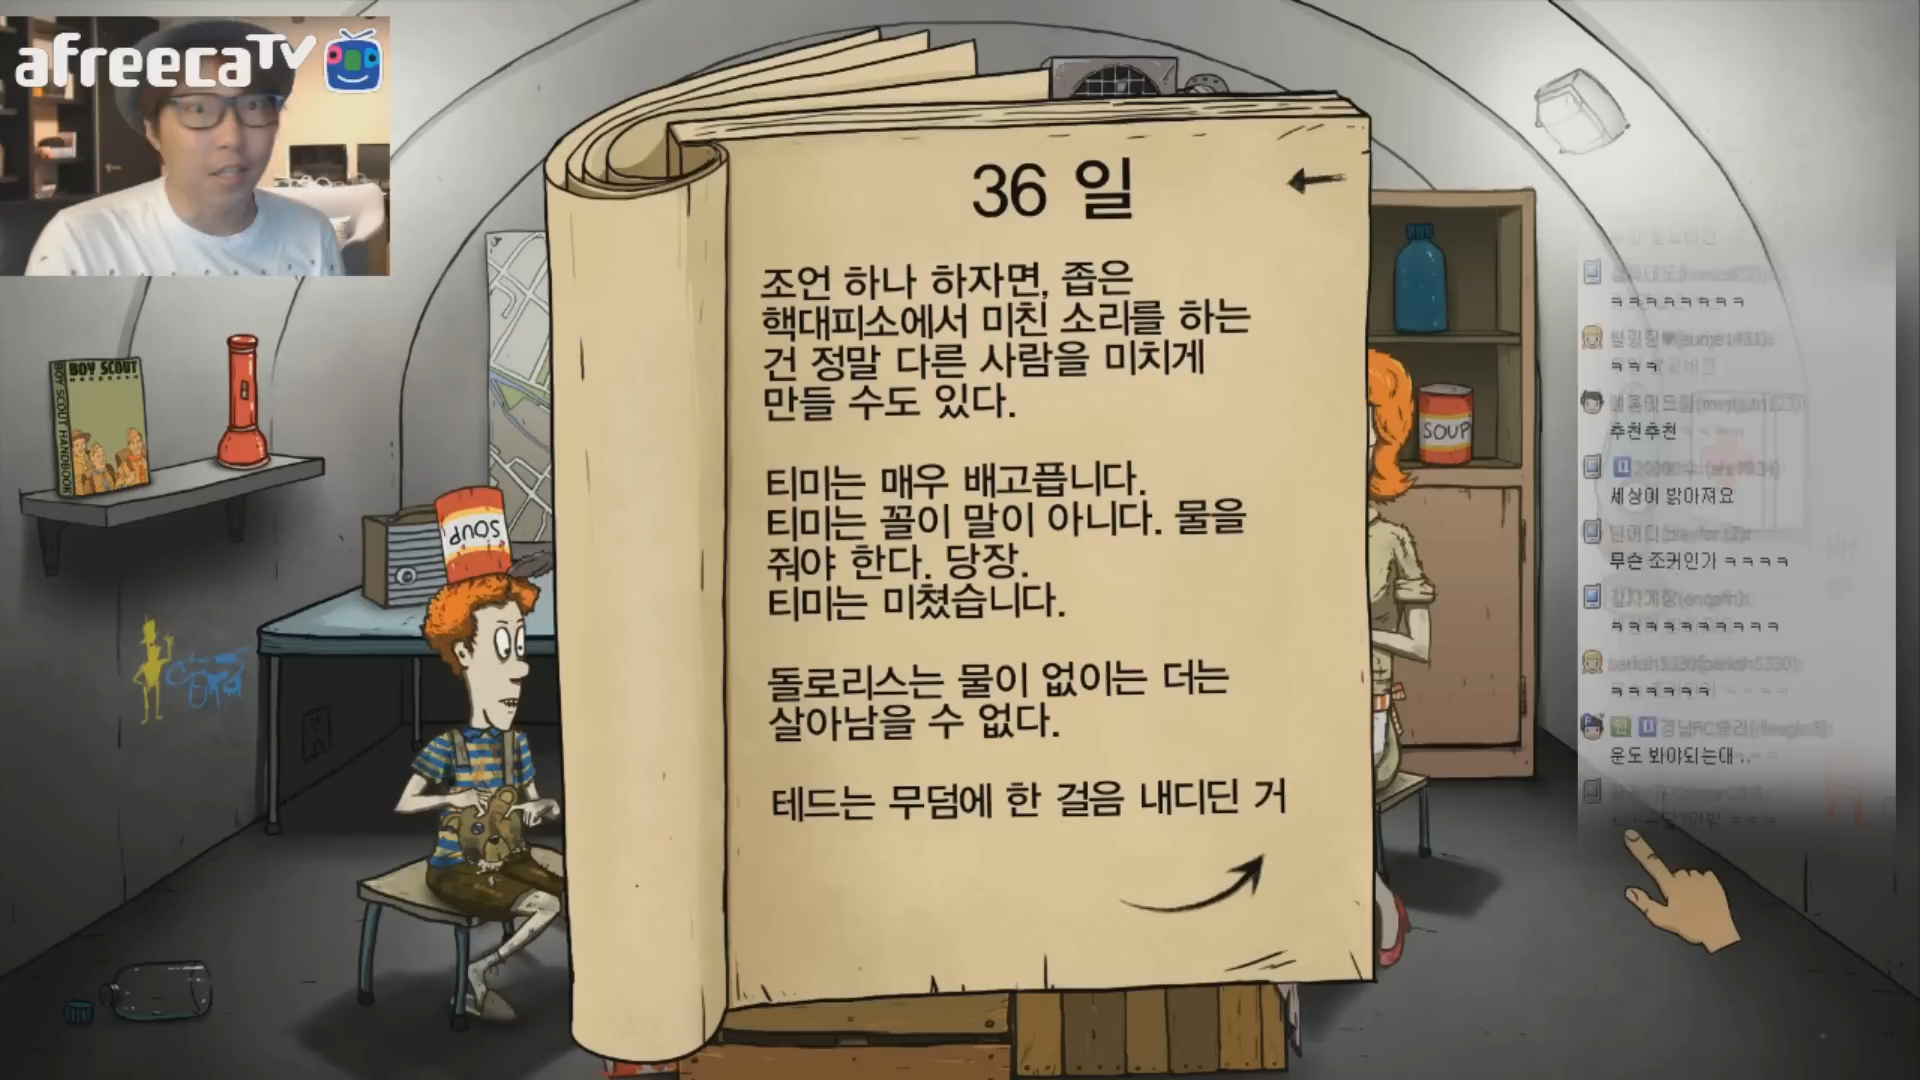 afreecaTV
36 일
조언 하나 하자면, 좁은
핵대피소에서 미친 소리를 하는
건 정말 다른 사람을 미치게
만들 수도 있다.
티미는 매우 배고픕니다.
티미는 꼴이 말이 아니다. 물을
줘야 한다. 당장.
티미는 미쳤습니다.
돌로리스는 물이 없이는 더는
살아남을 수 없다.
테드는 무덤에 한 걸음 내디딘 거
BOY SCOUT
BOY SCOUT HANDBOOK
SOUP
SOUP
ㅋㅋㅋㅋㅋㅋㅋㅋ
ㅋㅋㅋ
추천추천
세상이 밝아져요
무슨 조커인가 ㅋㅋㅋㅋ
ㅋㅋㅋㅋㅋㅋㅋㅋㅋㅋ
ㅋㅋㅋㅋㅋㅋ
윤도 봐야되는대 ..